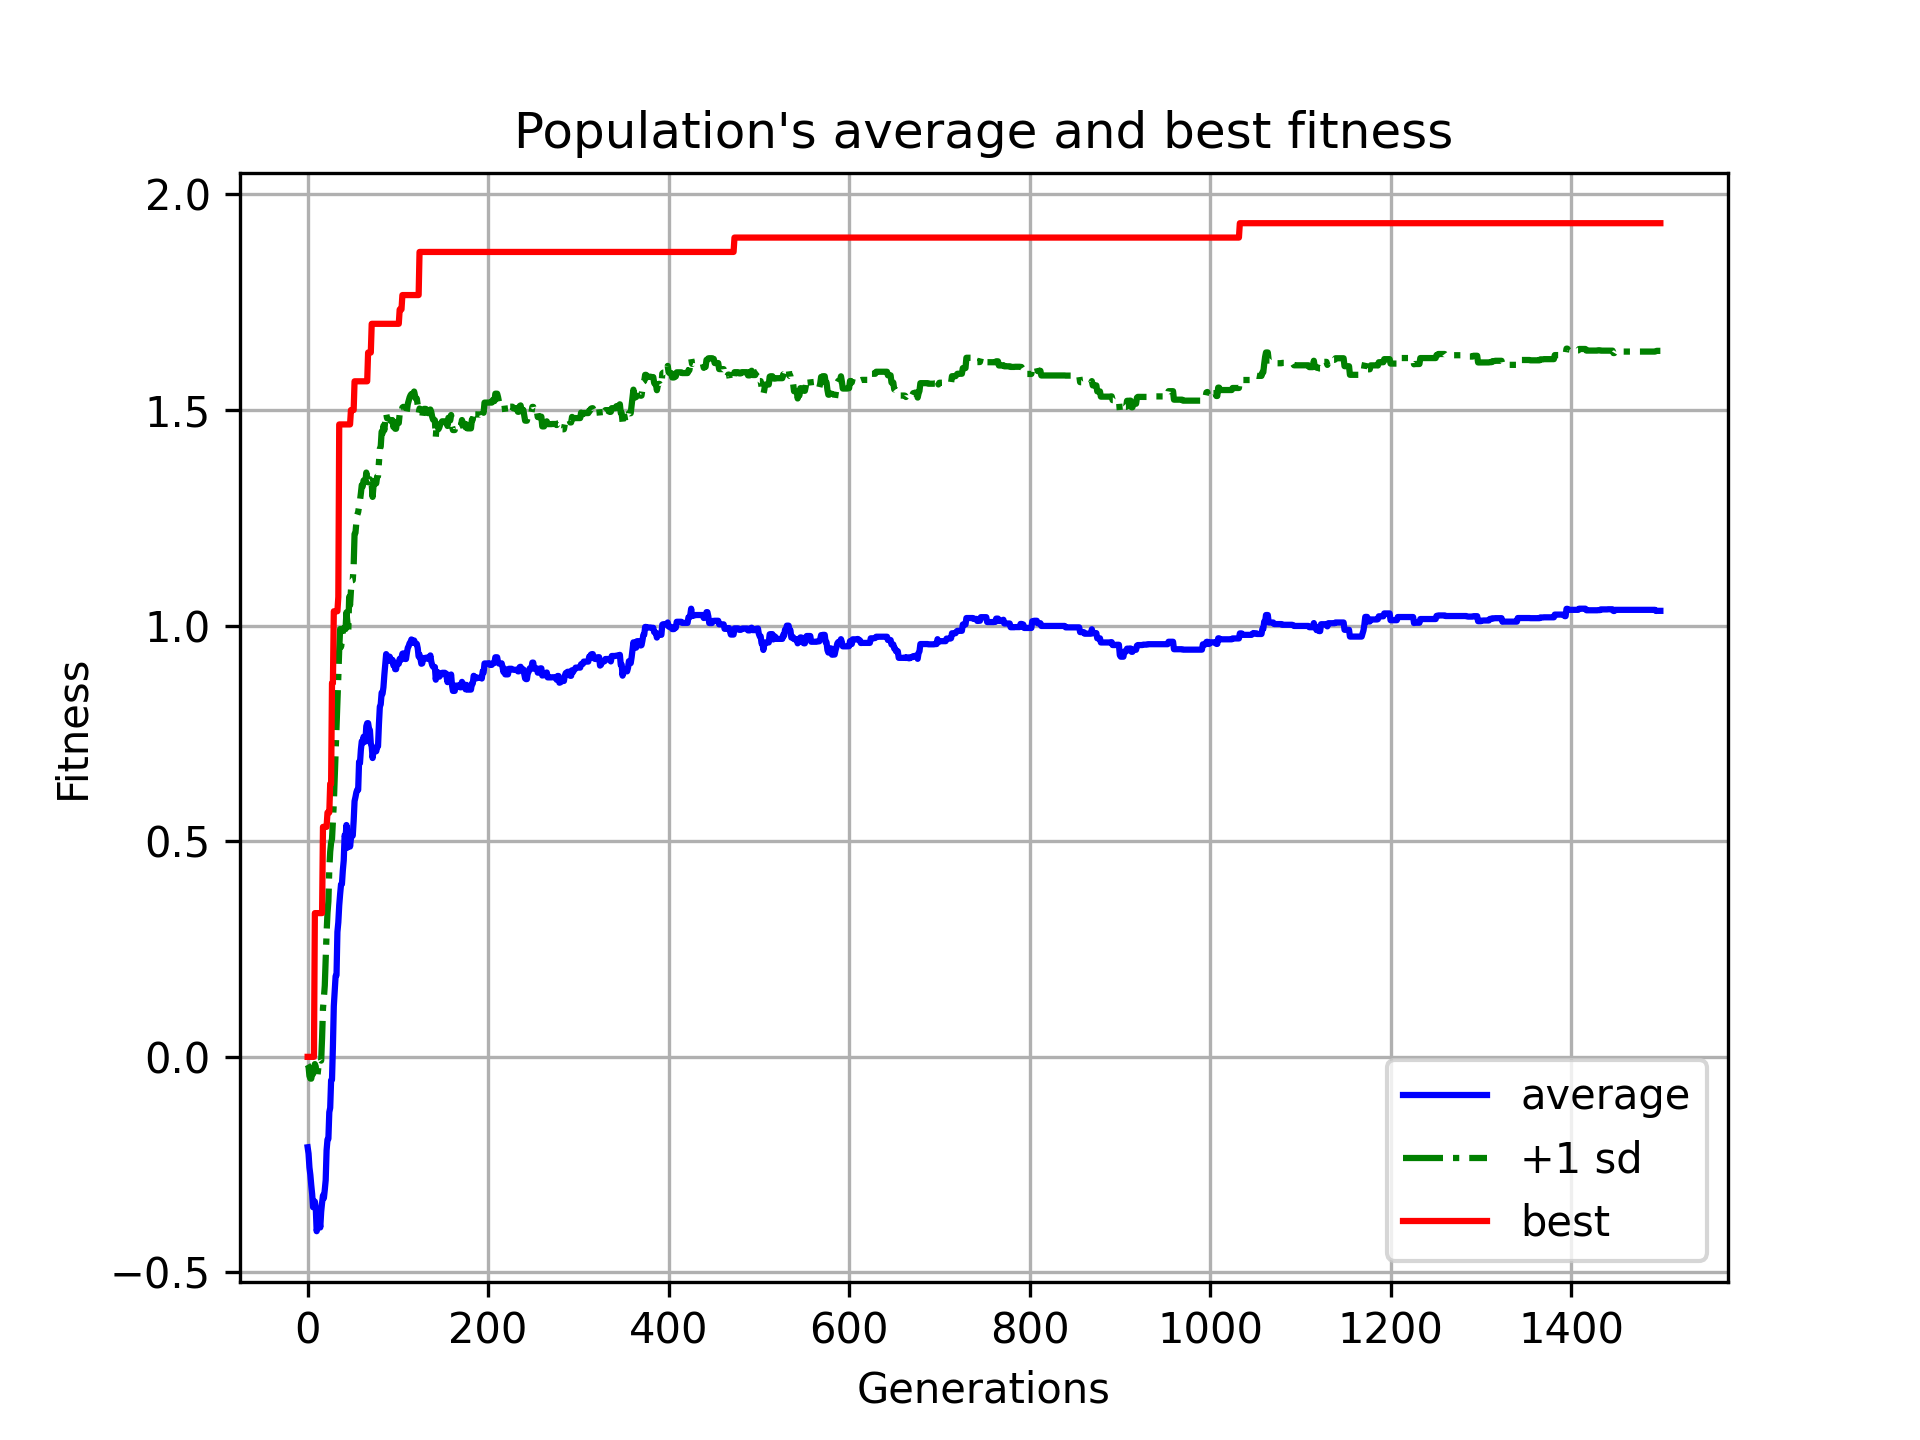 Population's average and best fitness
2.0
1.5
1.0
0.5
0.0
−0.5
Fitness
0 200 400 600 800 1000 1200 1400
Generations
average
+1 sd
best